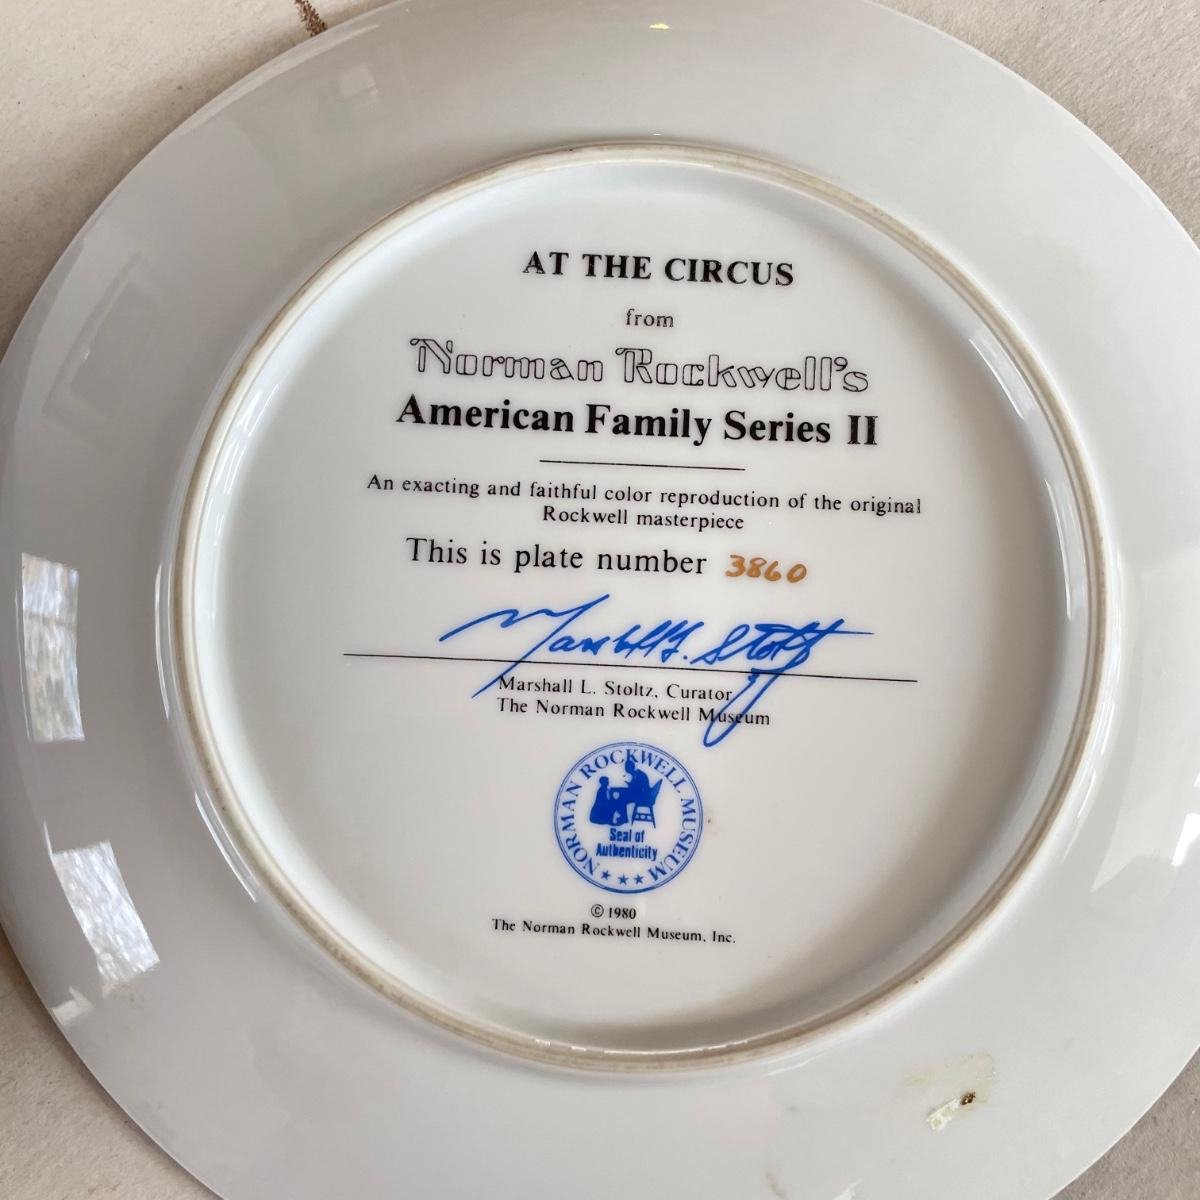 AT THE CIRCUS
from
Norman Rockwell's
American Family Series II
An exacting and faithful color reproduction of the original
Rockwell masterpiece
This is plate number 3860
Marshall L. Stoltz
Marshall L. Stoltz, Curator
The Norman Rockwell Museum
NORMAN ROCKWELL MUSEUM
Seal of
Authenticity
© 1980
The Norman Rockwell Museum, Inc.